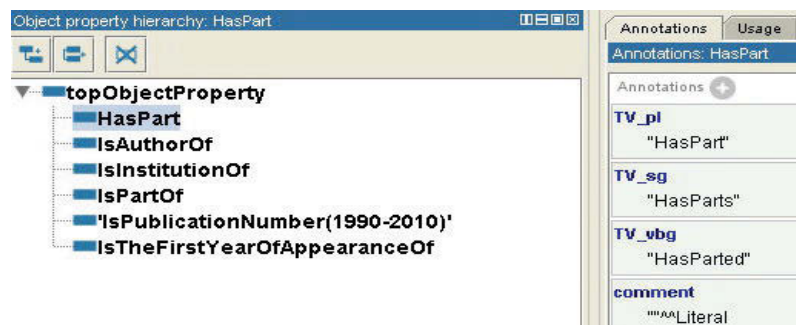 Object property hierarchy: HasPart
topObjectProperty
HasPart
IsAuthorOf
IsInstitutionOf
IsPartOf
'IsPublicationNumber(1990-2010)'
IsTheFirstYearOfAppearanceOf
Annotations Usage
Annotations: HasPart
Annotations
TV_pl
"HasPart"
TV_sg
"HasParts"
TV_vbg
"HasParted"
comment
""^^Literal